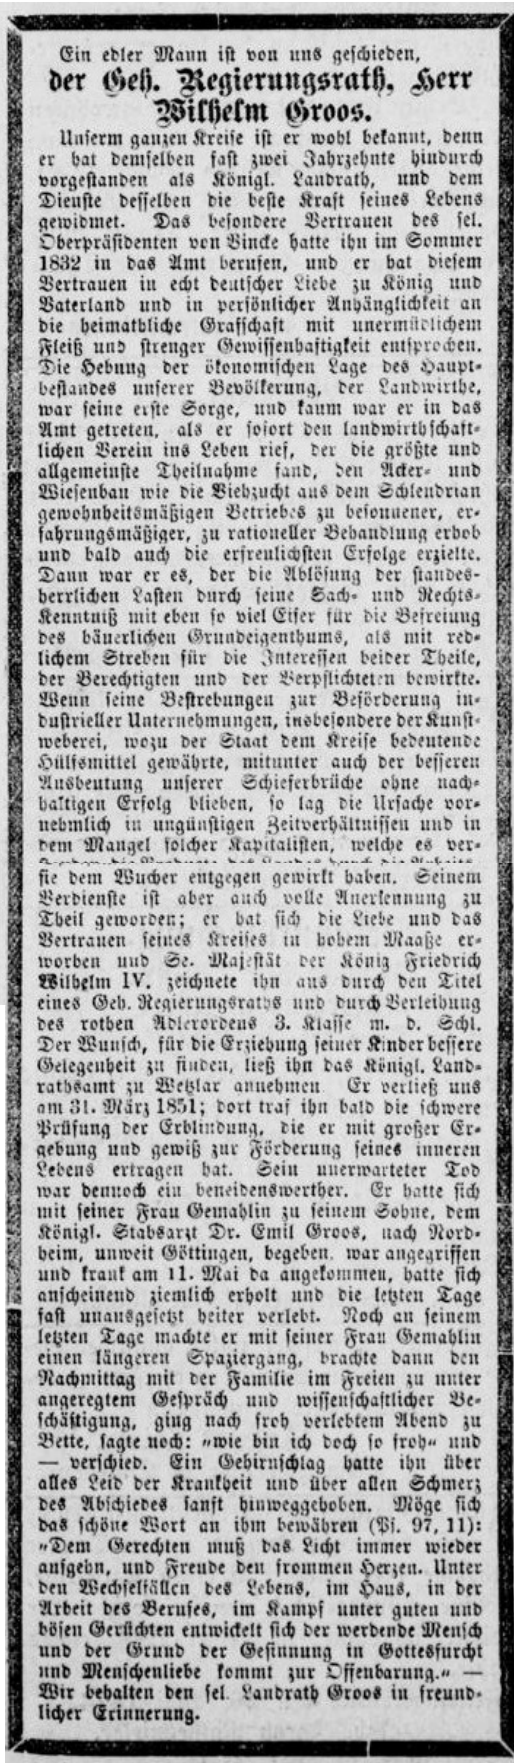 Ein edler Mann ist von uns geschieden,
der Geh. Regierungsrath, Herr
Wilhelm Groos.
Unserm ganzen Kreise ist er wohl bekannt, denn
er hat demselben fast zwei Jahrzehnte hindurch
vorgestanden als Königl. Landrath, und dem
Dienste desselben die beste Kraft seines Lebens
gewidmet. Das besondere Vertrauen des sel.
Oberpräsidenten von Vincke hatte ihn im Sommer
1832 in das Amt berufen, und er hat diesem
Vertrauen in echt deutscher Liebe zu König und
Vaterland und in persönlicher Anhänglichkeit an
die heimathliche Grafschaft mit unermüdlichem
Fleiß und strenger Gewissenhaftigkeit entsprochen.
Die Hebung der ökonomischen Lage des Haupt-
bestandes unserer Bevölkerung, der Landwirthe,
war seine erste Sorge, und kaum war er in das
Amt getreten, als er sofort den landwirthschaft-
lichen Verein ins Leben rief, der die größte und
allgemeinste Theilnahme fand, den Acker- und
Wiesenbau wie die Viehzucht aus dem Schlendrian
gewohnheitsmäßigen Betriebes zu besonnener, er-
fahrungsmäßiger, zu rationeller Behandlung erhob
und bald auch die erfreulichsten Erfolge erzielte.
Dann war er es, der die Ablösung der standes-
herrlichen Lasten durch seine Sach- und Rechts-
Kenntniß mit eben so viel Eifer für die Befreiung
des bäuerlichen Grundeigenthums, als mit red-
lichem Streben für die Interessen beider Theile,
der Berechtigten und der Verpflichteten bewirkte.
Wenn seine Bestrebungen zur Beförderung in-
dustrieller Unternehmungen, insbesondere der Kunst-
weberei, wozu der Staat dem Kreise bedeutende
Hülfsmittel gewährte, mitunter auch der besseren
Ausbeutung unserer Schieferbrüche ohne nach-
haltigen Erfolg blieben, so lag die Ursache vor-
nehmlich in ungünstigen Zeitverhältnissen und in
dem Mangel solcher Kapitalisten, welche es ver-
sie dem Wucher entgegen gewirkt haben. Seinem
Verdienste ist aber auch volle Anerkennung zu
Theil geworden; er hat sich die Liebe und das
Vertrauen seines Kreises in hohem Maaße er-
worben und Se. Majestät der König Friedrich
Wilhelm IV. zeichnete ihn aus durch den Titel
eines Geh. Regierungsraths und durch Verleihung
des rothen Adlerordens 3. Klasse m. d. Schl.
Der Wunsch, für die Erziehung seiner Kinder bessere
Gelegenheit zu finden, ließ ihn das Königl. Land-
rathsamt zu Wetzlar annehmen. Er verließ uns
am 31. März 1851; dort traf ihn bald die schwere
Prüfung der Erblindung, die er mit großer Er-
gebung und gewiß zur Förderung seines inneren
Lebens ertragen hat. Sein unerwarteter Tod
war dennoch ein beneidenswerther. Er hatte sich
mit seiner Frau Gemahlin zu seinem Sohne, dem
Königl. Stabsarzt Dr. Emil Groos, nach Nord-
heim, unweit Göttingen, begeben, war angegriffen
und krank am 11. Mai da angekommen, hatte sich
anscheinend ziemlich erholt und die letzten Tage
fast unausgesetzt heiter verlebt. Noch an seinem
letzten Tage machte er mit seiner Frau Gemahlin
einen längeren Spaziergang, brachte dann den
Nachmittag mit der Familie im Freien zu unter
angeregtem Gespräch und wissenschaftlicher Be-
schäftigung, ging nach froh verlebtem Abend zu
Bette, sagte noch: „wie bin ich doch so froh“ und
— verschied. Ein Gehirnschlag hatte ihn über
alles Leid der Krankheit und über allen Schmerz
des Abschiedes sanft hinweggehoben. Möge sich
das schöne Wort an ihm bewähren (Ps. 97, 11):
„Dem Gerechten muß das Licht immer wieder
aufgehn, und Freude den frommen Herzen. Unter
den Wechselfällen des Lebens, im Haus, in der
Arbeit des Berufes, im Kampf unter guten und
bösen Gerüchten entwickelt sich der werdende Mensch
und der Grund der Gesinnung in Gottesfurcht
und Menschenliebe kommt zur Offenbarung.“ —
Wir behalten den sel. Landrath Groos in freund-
licher Erinnerung.